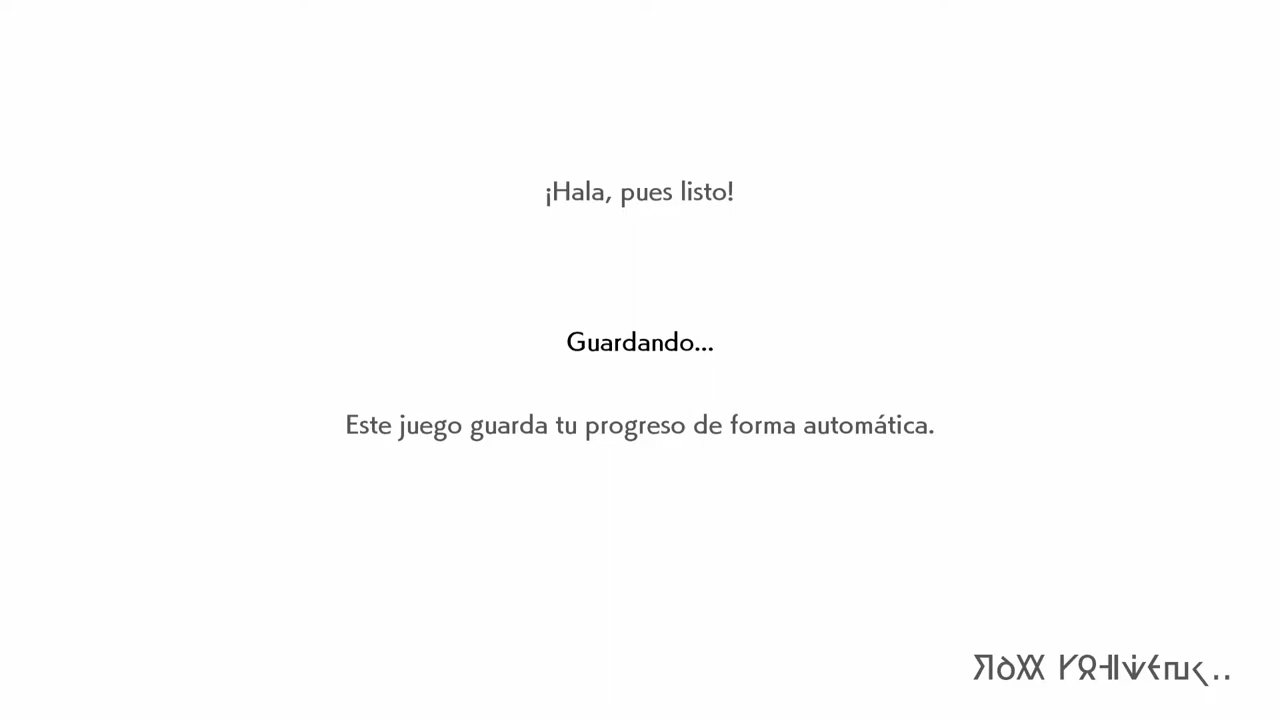 ¡Hala, pues listo!
Guardando...
Este juego guarda tu progreso de forma automática.